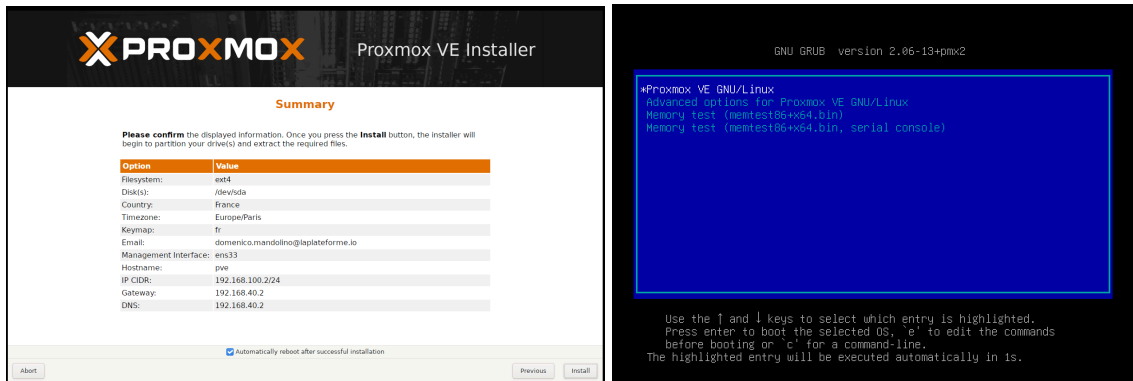 PROXMOX
Proxmox VE Installer
Summary
Please confirm the displayed information. Once you press the Install button, the installer will
begin to partition your drive(s) and extract the required files.
Option Value
Filesystem: ext4
Disk(s): /dev/sda
Country: France
Timezone: Europe/Paris
Keymap: fr
Email: domenico.mandolino@laplateforme.io
Management Interface: ens33
Hostname: pve
IP CIDR: 192.168.100.2/24
Gateway: 192.168.40.2
DNS: 192.168.40.2
Automatically reboot after successful installation
Abort Previous Install
GNU GRUB version 2.06-13+pmx2
*Proxmox VE GNU/Linux
Advanced options for Proxmox VE GNU/Linux
Memory test (memtest86+x64.bin)
Memory test (memtest86+x64.bin, serial console)
Use the ↑ and ↓ keys to select which entry is highlighted.
Press enter to boot the selected OS, `e' to edit the commands
before booting or `c' for a command-line.
The highlighted entry will be executed automatically in 1s.